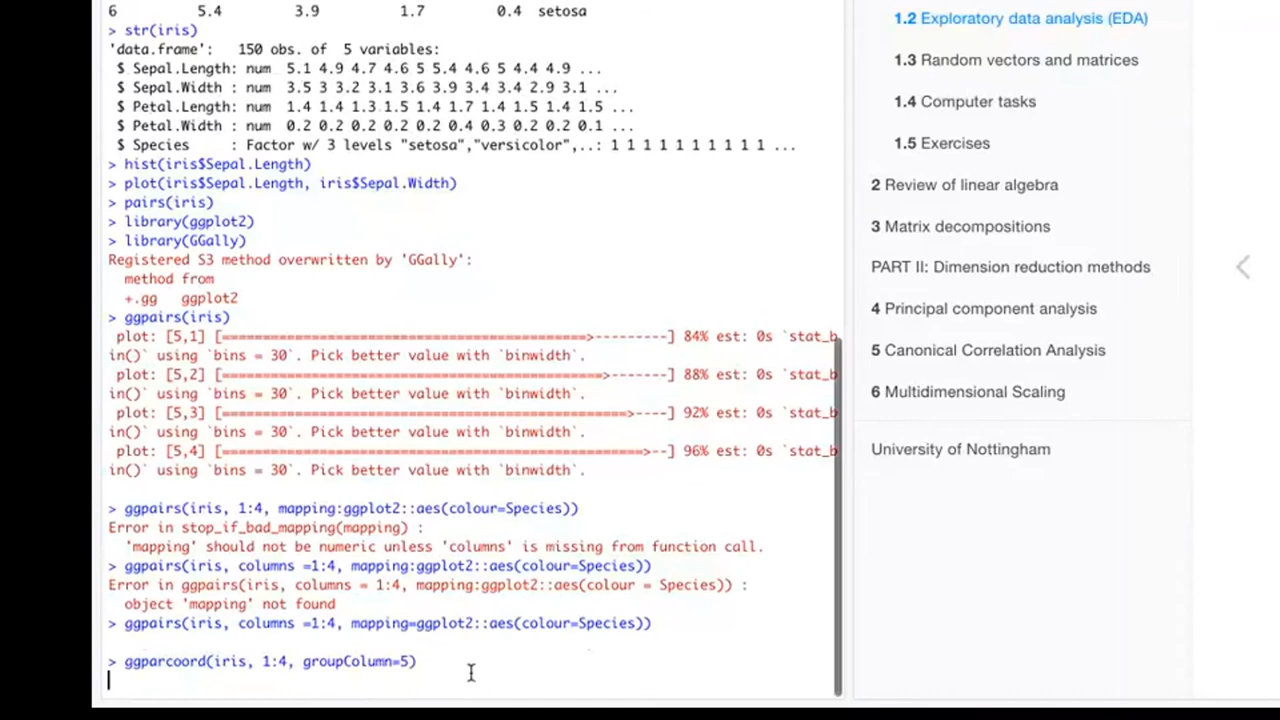 6 5.4 3.9 1.7 0.4 setosa
> str(iris)
'data.frame': 150 obs. of 5 variables:
$ Sepal.Length: num 5.1 4.9 4.7 4.6 5 5.4 4.6 5 4.4 4.9 ...
$ Sepal.Width : num 3.5 3 3.2 3.1 3.6 3.9 3.4 3.4 2.9 3.1 ...
$ Petal.Length: num 1.4 1.4 1.3 1.5 1.4 1.7 1.4 1.5 1.4 1.5 ...
$ Petal.Width : num 0.2 0.2 0.2 0.2 0.2 0.4 0.3 0.2 0.2 0.1 ...
$ Species : Factor w/ 3 levels "setosa","versicolor",..: 1 1 1 1 1 1 1 1 1 1 ...
> hist(iris$Sepal.Length)
> plot(iris$Sepal.Length, iris$Sepal.Width)
> pairs(iris)
> library(ggplot2)
> library(GGally)
Registered S3 method overwritten by 'GGally':
method from
+.gg ggplot2
> ggpairs(iris)
plot: [5,1] [==============================================>--------] 84% est: 0s `stat_b
in()` using `bins = 30`. Pick better value with `binwidth`.
plot: [5,2] [================================================>-------] 88% est: 0s `stat_b
in()` using `bins = 30`. Pick better value with `binwidth`.
plot: [5,3] [===================================================>----] 92% est: 0s `stat_b
in()` using `bins = 30`. Pick better value with `binwidth`.
plot: [5,4] [=====================================================>--] 96% est: 0s `stat_b
in()` using `bins = 30`. Pick better value with `binwidth`.
> ggpairs(iris, 1:4, mapping:ggplot2::aes(colour=Species))
Error in stop_if_bad_mapping(mapping) :
'mapping' should not be numeric unless 'columns' is missing from function call.
> ggpairs(iris, columns =1:4, mapping:ggplot2::aes(colour=Species))
Error in ggpairs(iris, columns = 1:4, mapping:ggplot2::aes(colour = Species)) :
object 'mapping' not found
> ggpairs(iris, columns =1:4, mapping=ggplot2::aes(colour=Species))
> ggparcoord(iris, 1:4, groupColumn=5)
1.2 Exploratory data analysis (EDA)
1.3 Random vectors and matrices
1.4 Computer tasks
1.5 Exercises
2 Review of linear algebra
3 Matrix decompositions
PART II: Dimension reduction methods
4 Principal component analysis
5 Canonical Correlation Analysis
6 Multidimensional Scaling
University of Nottingham